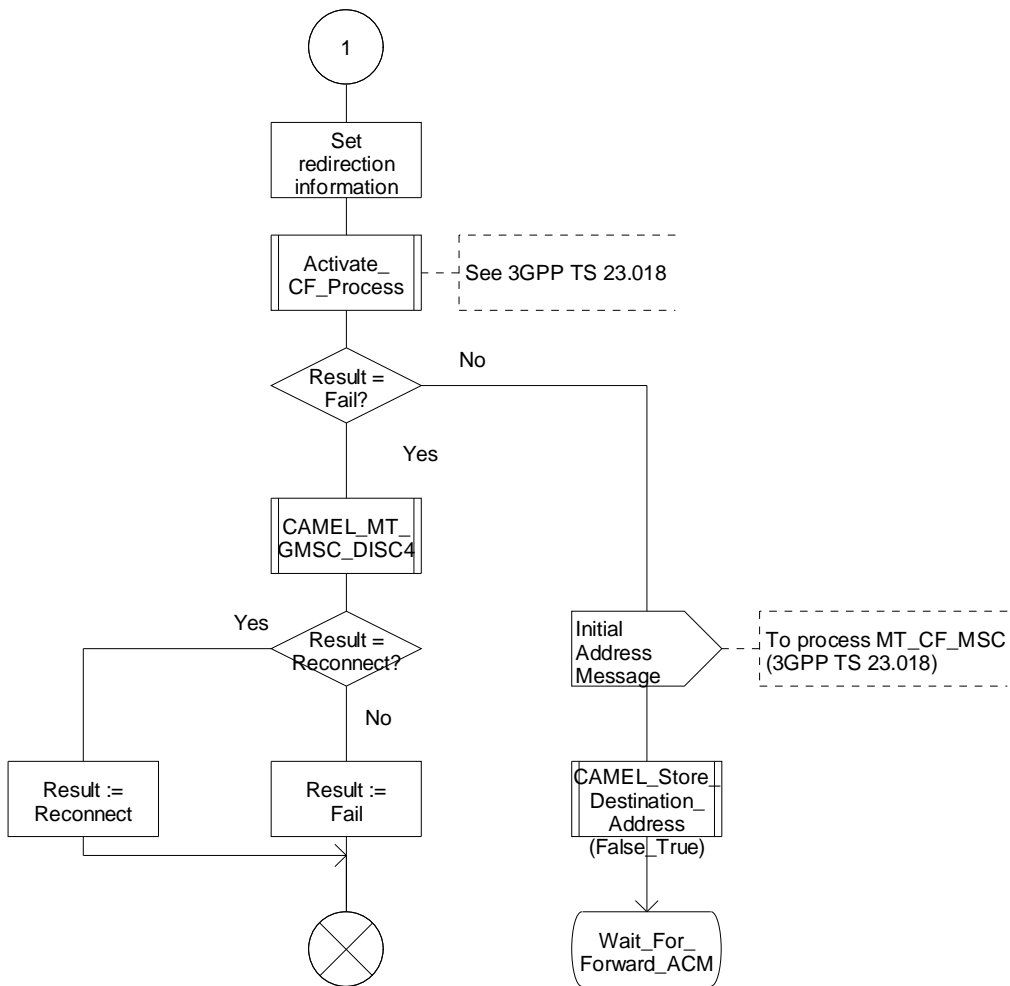 1
Set
redirection
information
Activate_
CF_Process
See 3GPP TS 23.018
Result =
Fail?
No
Yes
CAMEL_MT_
GMSC_DISC4
Yes
Result =
Reconnect?
No
Initial
Address
Message
To process MT_CF_MSC
(3GPP TS 23.018)
Result :=
Reconnect
Result :=
Fail
CAMEL_Store_
Destination_
Address
(False_True)
Wait_For_
Forward_ACM